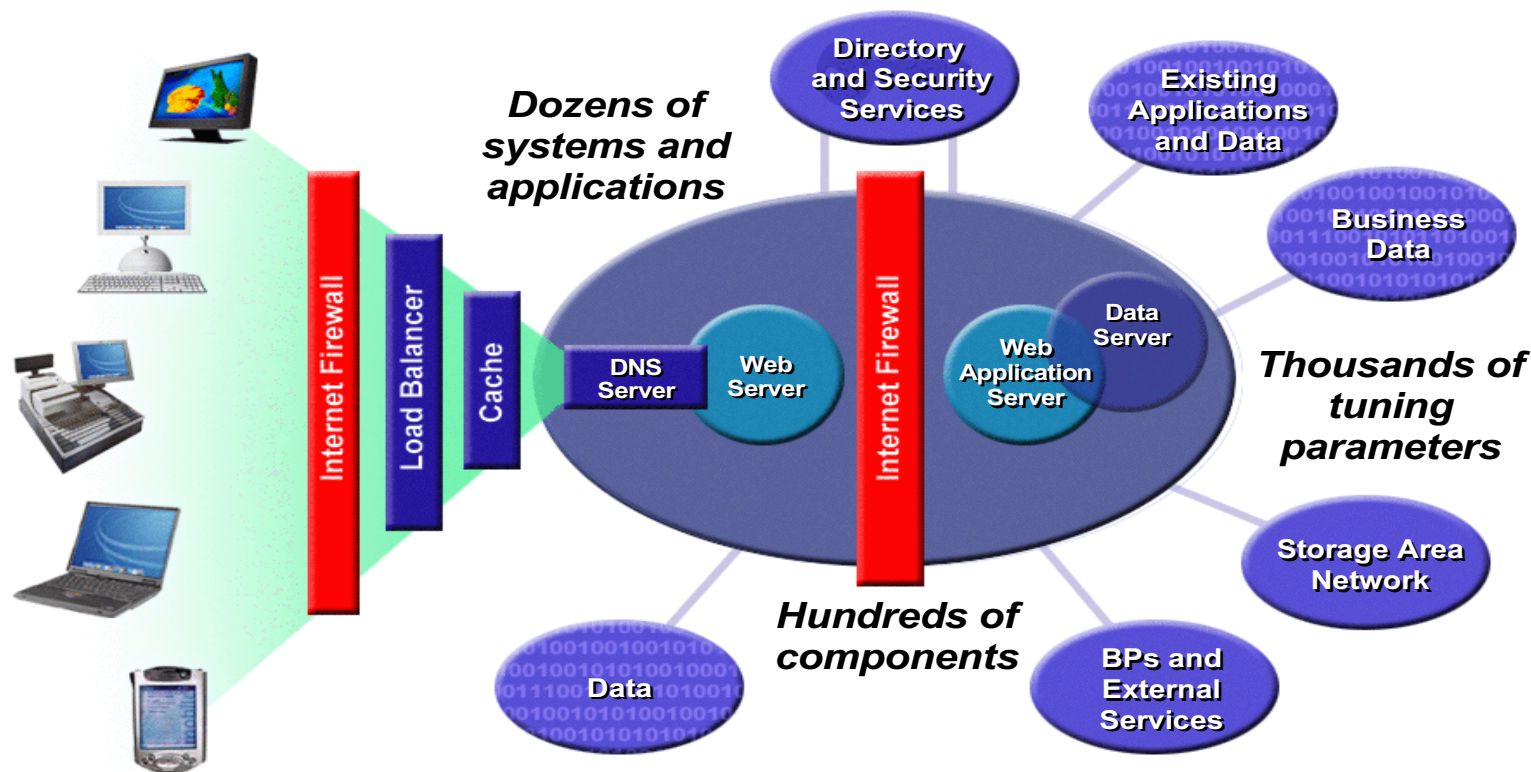 Directory
and Security
Services
Existing
Applications
and Data
Dozens of
systems and
applications
Business
Data
Internet Firewall
Load Balancer
Cache
DNS
Server
Web
Server
Internet Firewall
Web
Application
Server
Data
Server
Thousands of
tuning
parameters
Storage Area
Network
Hundreds of
components
Data
BPs and
External
Services